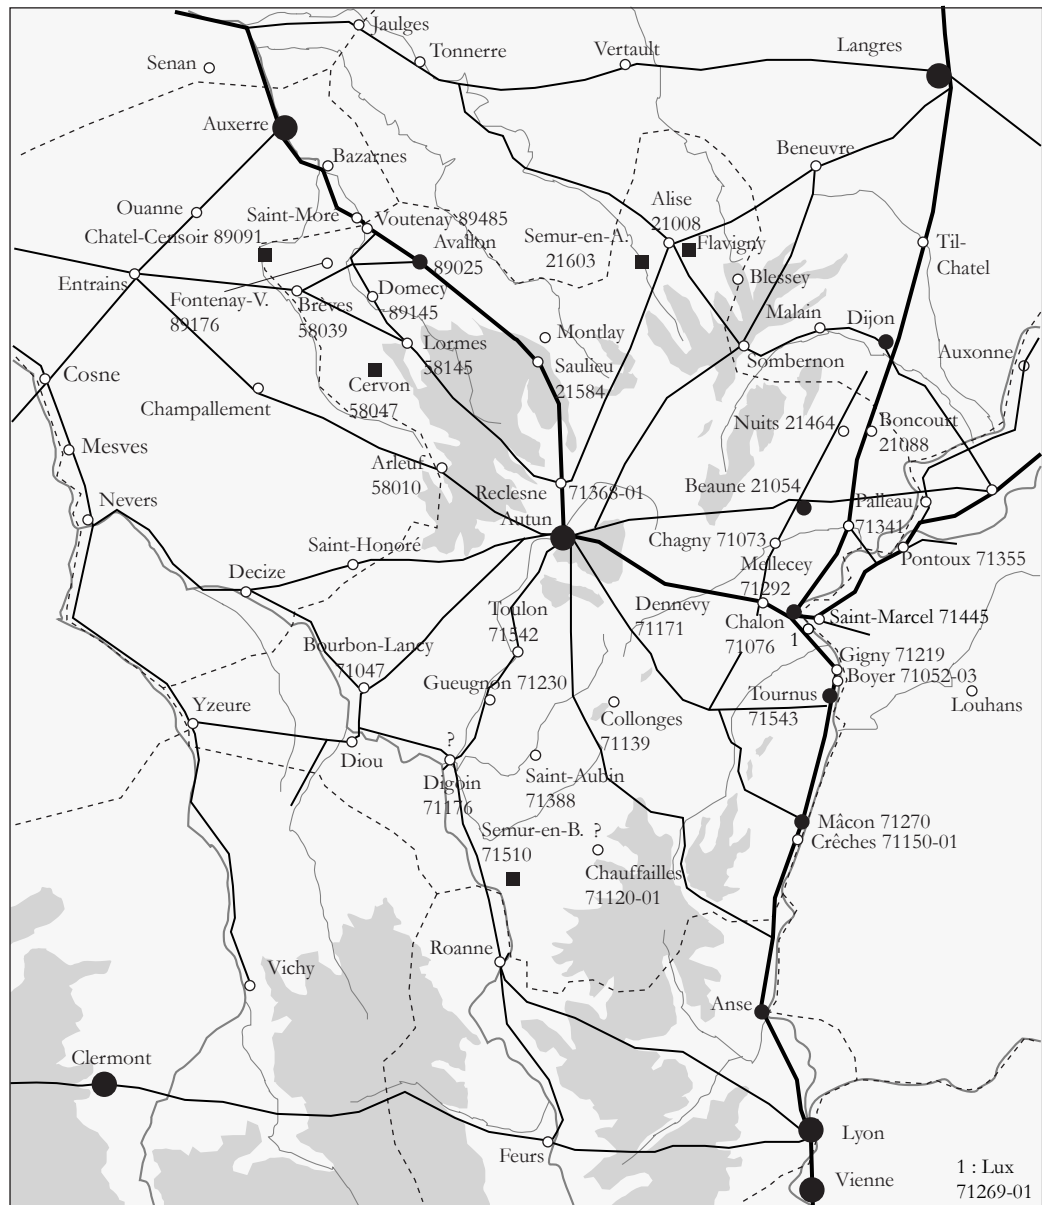 Jaulges
Tonnerre
Vertault
Langres
Senan
Auxerre
Bazarnes
Beneuvre
Ouanne
Saint-Moré
Voutenay 89485
Chatel-Censoir 89091
Avallon
89025
Alise
21008
Semur-en-A.
21603
Flavigny
Til-
Chatel
Entrains
Fontenay-V.
89176
Brèves
58039
Domecy
89145
Blessey
Malain
Dijon
Montlay
Lormes
58145
Saulieu
21584
Sombernon
Auxonne
Cosne
Cervon
58047
Champallement
Nuits 21464
Boncourt
21088
Mesves
Arleuf
58010
Reclesne
71368-01
Beaune 21054
Nevers
Autun
Palleau
71341
Chagny 71073
Saint-Honoré
Mellecey
71292
Pontoux 71355
Decize
Toulon
71542
Dennevy
71171
Chalon
71076
1
Saint-Marcel 71445
Bourbon-Lancy
71047
Gigny 71219
Boyer 71052-03
Gueugnon 71230
Tournus
71543
Louhans
Yzeure
Collonges
71139
?
Diou
Digoin
71176
Saint-Aubin
71388
Semur-en-B.
71510
?
Mâcon 71270
Crêches 71150-01
Chauffailles
71120-01
Roanne
Vichy
Anse
Clermont
Lyon
Feurs
Vienne
1 : Lux
71269-01